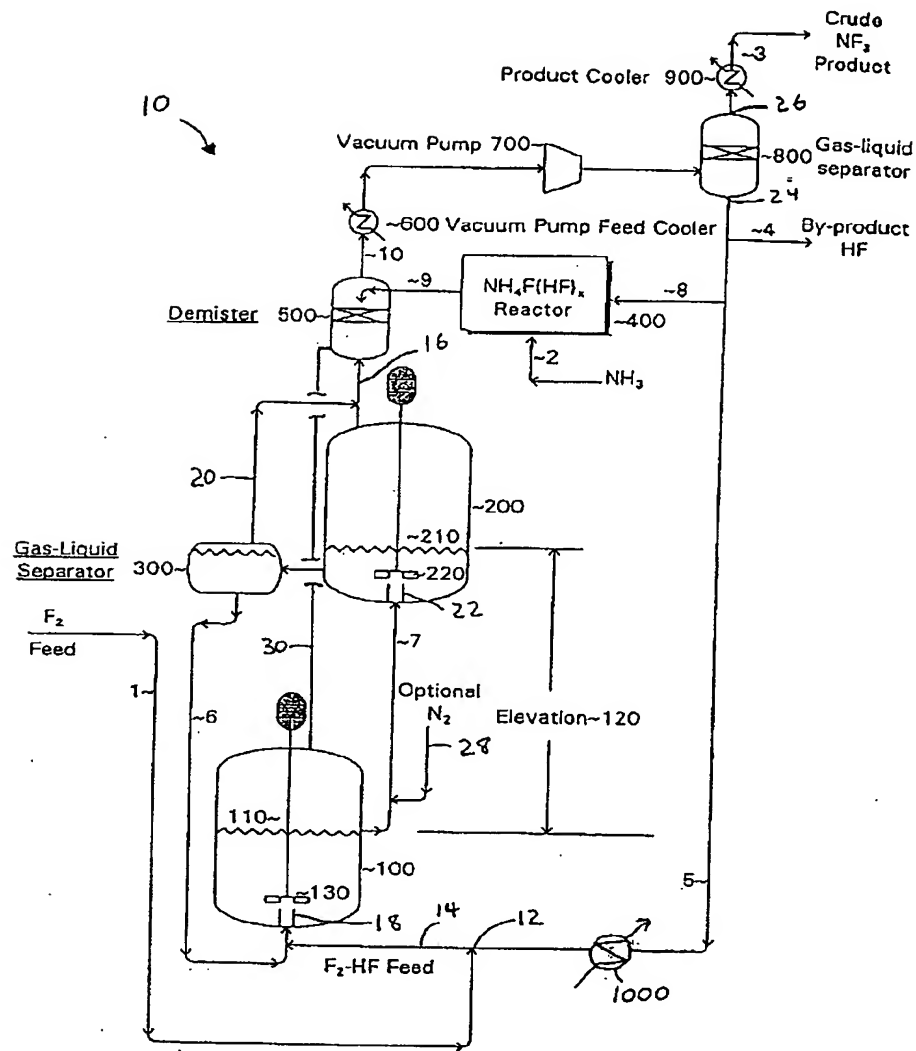 Crude
NF₃
Product
~3
Product Cooler 900~
26
10
Vacuum Pump 700
~800 Gas-liquid
separator
24
~600 Vacuum Pump Feed Cooler
~4 By-product
HF
~10
~9
NH₄F(HF)ₓ
Reactor
~8
~400
Demister 500
16
~2
NH₃
20
~200
~210
Gas-Liquid
Separator 300
~220
22
F₂
Feed
30
~7
1~
~6
Optional
N₂
28
Elevation~120
110~
~100
5~
~130
18
14
12
F₂-HF Feed
1000